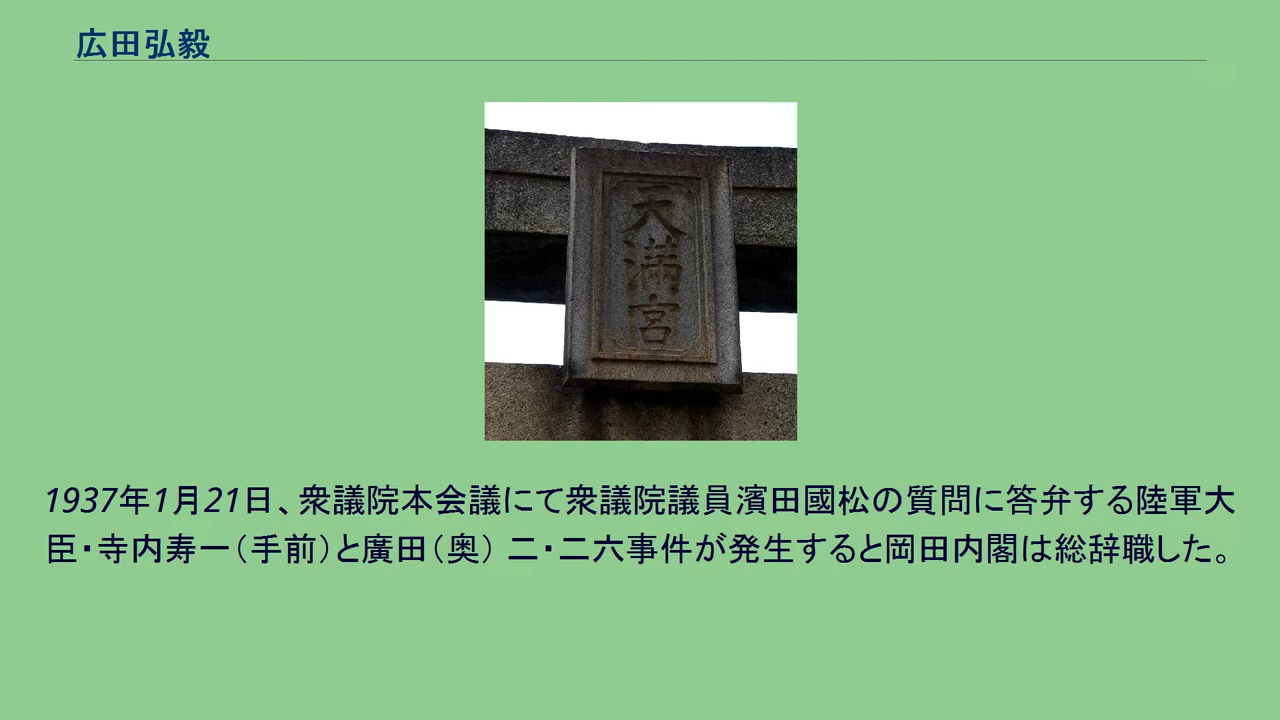 広田弘毅
天満宮
1937年1月21日、衆議院本会議にて衆議院議員濱田國松の質問に答弁する陸軍大
臣・寺内寿一(手前)と廣田(奥) 二・二六事件が発生すると岡田内閣は総辞職した。